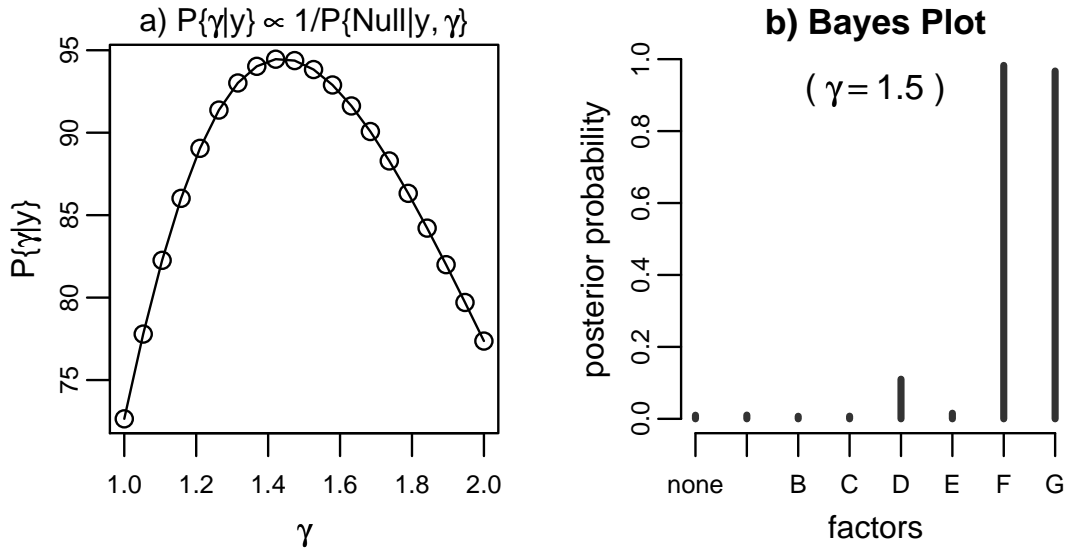 a) P{γ|y} ∝ 1/P{Null|y, γ}
P{γ|y}
95
90
85
80
75
1.0 1.2 1.4 1.6 1.8 2.0
γ
b) Bayes Plot
( γ = 1.5 )
posterior probability
1.0
0.8
0.6
0.4
0.2
0.0
none B C D E F G
factors